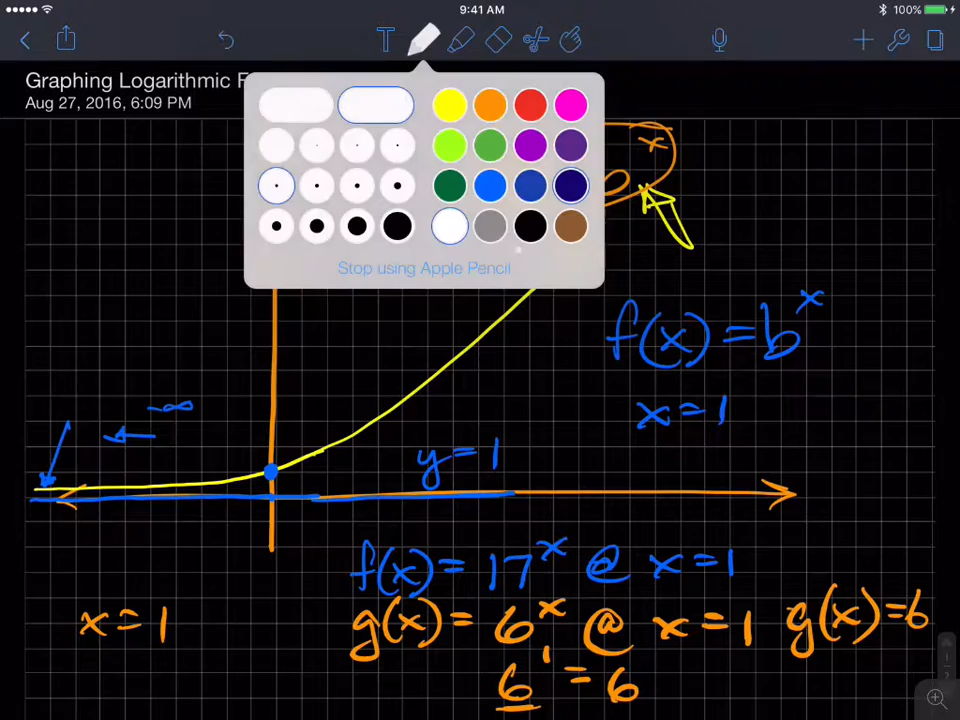 9:41 AM
100%
T
Graphing Logarithmic F
Aug 27, 2016, 6:09 PM
Stop using Apple Pencil
x
f(x) = b^x
x = 1
-∞
y = 1
f(x) = 17^x @ x = 1
x = 1
g(x) = 6^x @ x = 1
g(x) = 6
6^1 = 6